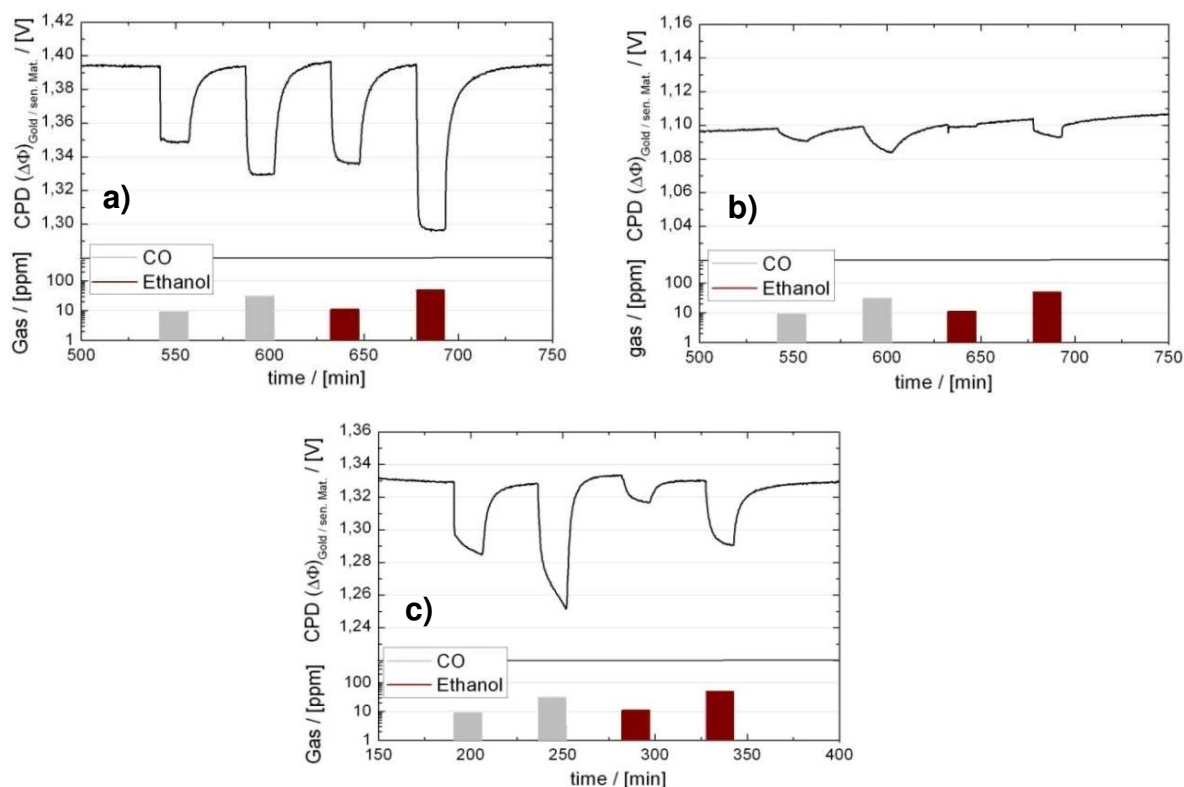 1,42
1,40
1,38
1,36
1,34
1,32
1,30
CPD (ΔΦ)Gold / sen. Mat. / [V]
a)
CO
Ethanol
100
10
1
Gas / [ppm]
500 550 600 650 700 750
time / [min]
1,16
1,14
1,12
1,10
1,08
1,06
1,04
CPD (ΔΦ)Gold / sen. Mat. / [V]
b)
CO
Ethanol
100
10
1
gas / [ppm]
500 550 600 650 700 750
time / [min]
1,36
1,34
1,32
1,30
1,28
1,26
1,24
CPD (ΔΦ)Gold / sen. Mat. / [V]
c)
CO
Ethanol
100
10
1
Gas / [ppm]
150 200 250 300 350 400
time / [min]